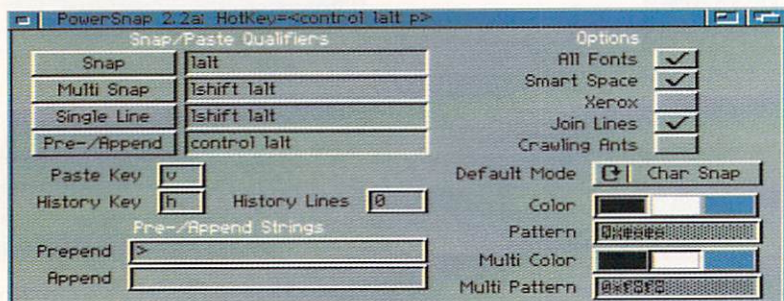 PowerSnap 2.2a: HotKey=<control lalt p>
Snap/Paste Qualifiers
Snap lalt
Multi Snap lshift lalt
Single Line lshift lalt
Pre-/Append control lalt
Paste Key v
History Key h History Lines 0
Pre-/Append Strings
Prepend >
Append
Options
All Fonts
Smart Space
Xerox
Join Lines
Crawling Ants
Default Mode Char Snap
Color
Pattern
Multi Color
Multi Pattern 0xf8f8